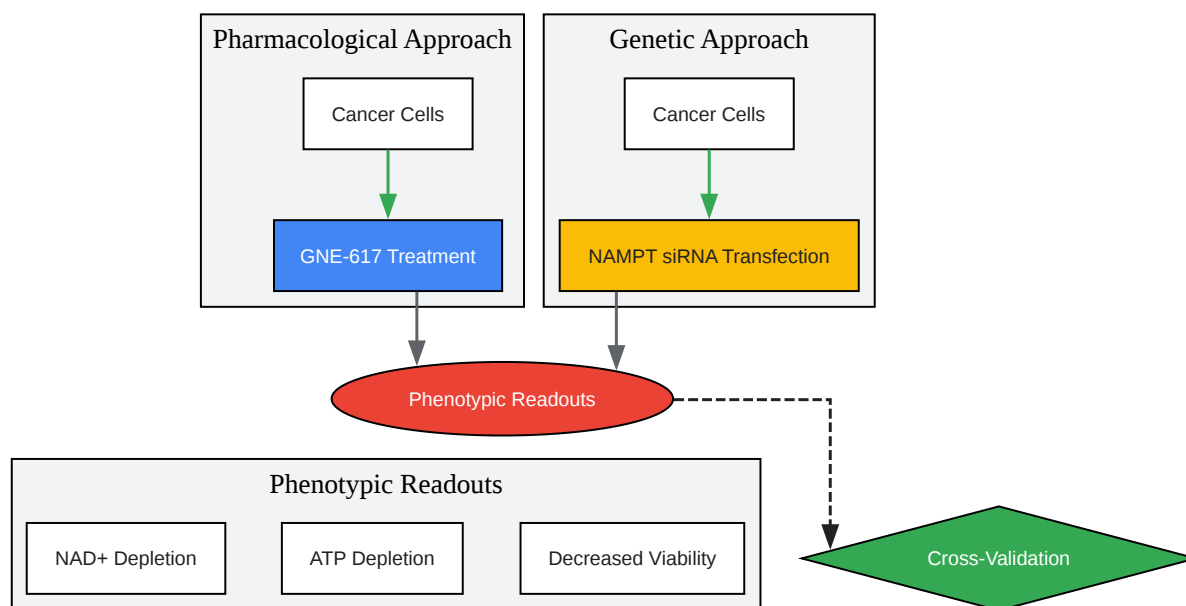 Pharmacological Approach
Genetic Approach
Cancer Cells
Cancer Cells
GNE-617 Treatment
NAMPT siRNA Transfection
Phenotypic Readouts
Phenotypic Readouts
NAD+ Depletion
ATP Depletion
Decreased Viability
Cross-Validation